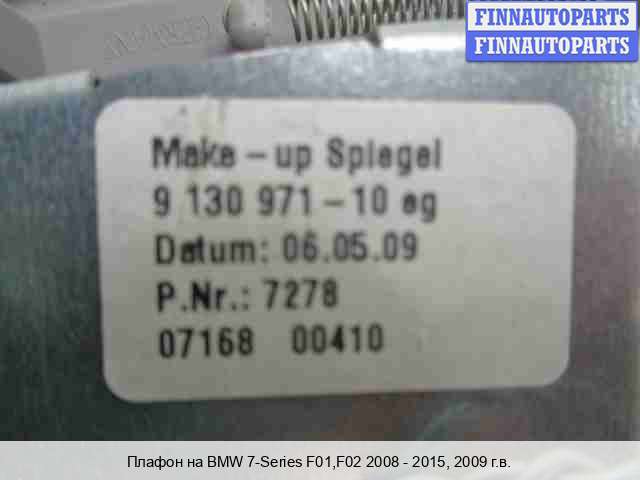 FINNAUTOPARTS
FINNAUTOPARTS
Make-up Spiegel
9 130 971-10 eg
Datum: 06.05.09
P.Nr.: 7278
07168 00410
Плафон на BMW 7-Series F01,F02 2008 - 2015, 2009 г.в.